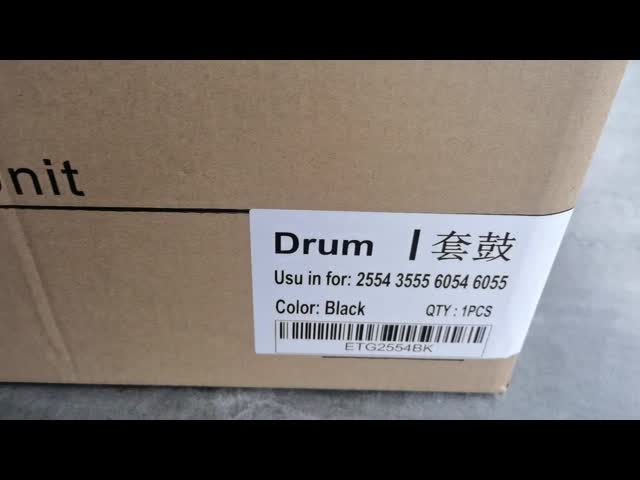 nit
Drum | 套鼓
Usu in for: 2554 3555 6054 6055
Color: Black QTY : 1PCS
ETG2554BK